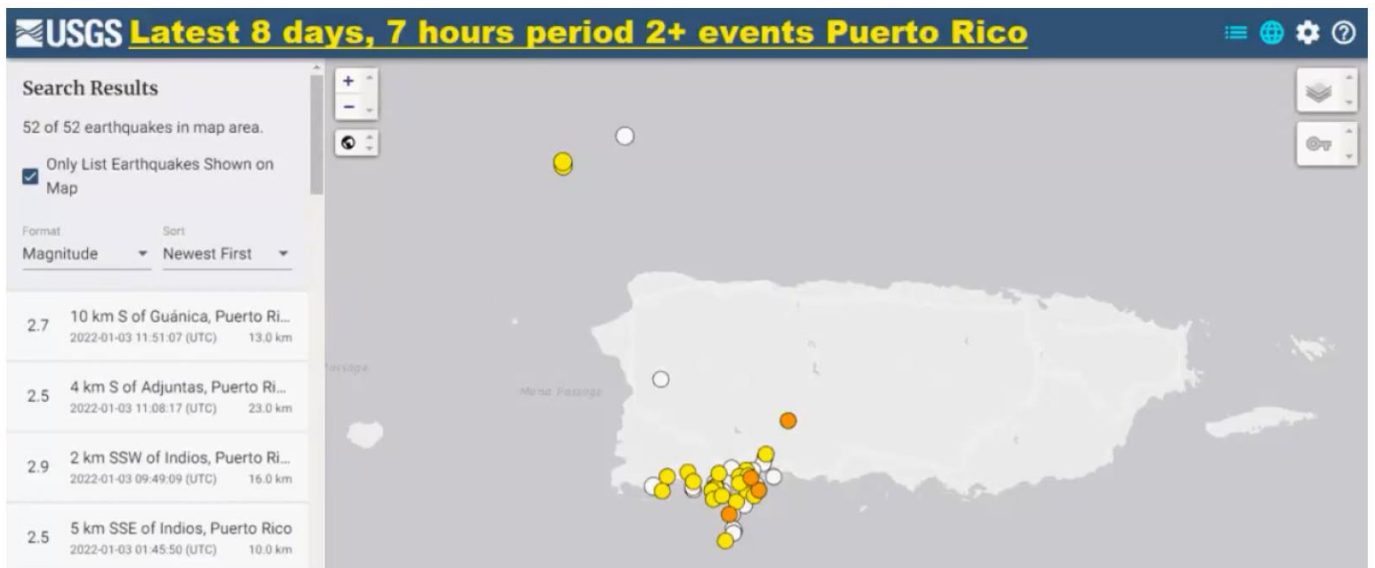 USGS Latest 8 days, 7 hours period 2+ events Puerto Rico
Search Results
52 of 52 earthquakes in map area.
Only List Earthquakes Shown on
Map
Format Sort
Magnitude Newest First
2.7 10 km S of Guánica, Puerto Ri...
2022-01-03 11:51:07 (UTC) 13.0 km
2.5 4 km S of Adjuntas, Puerto Ri...
2022-01-03 11:08:17 (UTC) 23.0 km
2.9 2 km SSW of Indios, Puerto Ri...
2022-01-03 09:49:09 (UTC) 16.0 km
2.5 5 km SSE of Indios, Puerto Rico
2022-01-03 01:45:50 (UTC) 10.0 km
Mona Passage